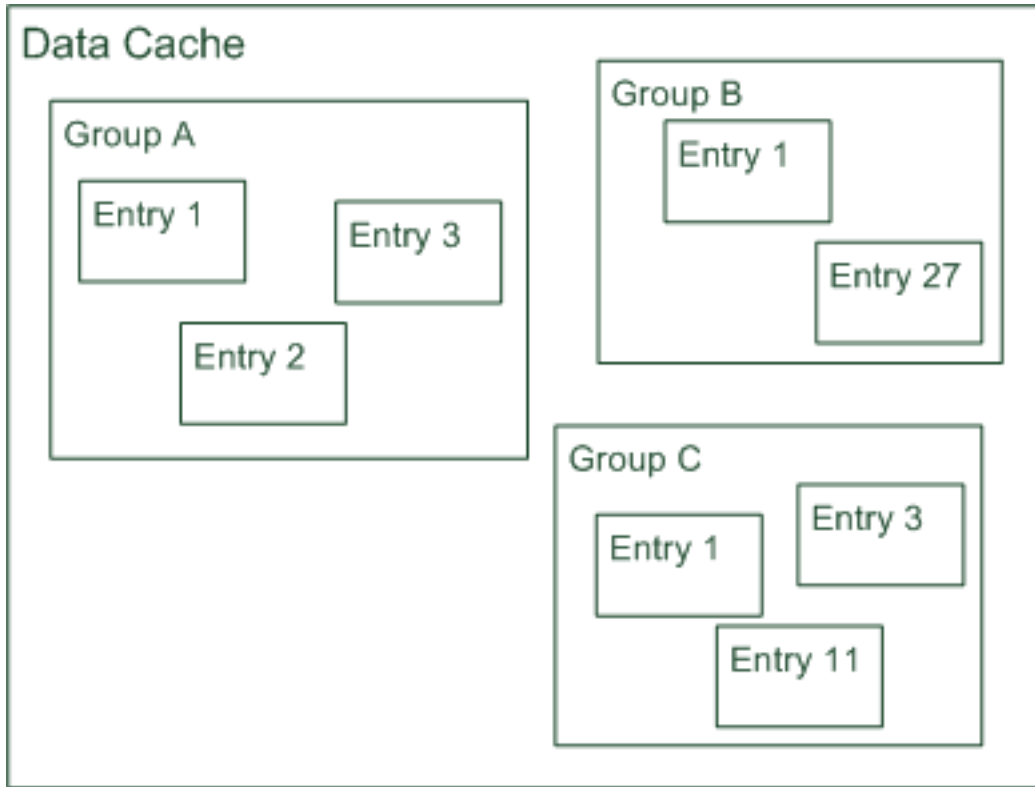 Data Cache
Group A
Entry 1
Entry 3
Entry 2
Group B
Entry 1
Entry 27
Group C
Entry 1
Entry 3
Entry 11